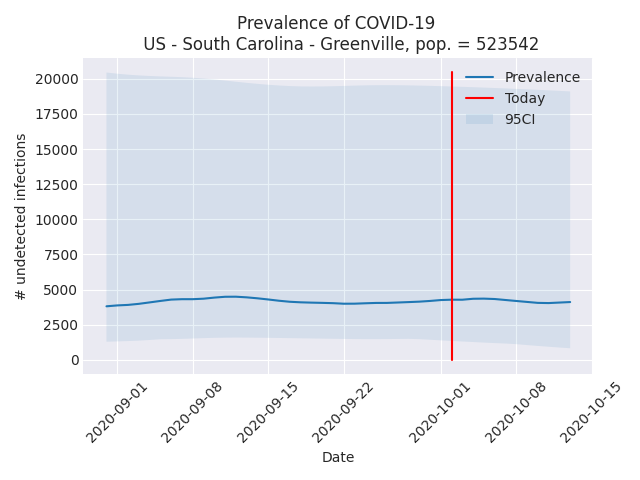 Prevalence of COVID-19
US - South Carolina - Greenville, pop. = 523542
20000
17500
15000
12500
10000
7500
5000
2500
0
# undetected infections
Prevalence
Today
95CI
2020-09-01
2020-09-08
2020-09-15
2020-09-22
2020-10-01
2020-10-08
2020-10-15
Date